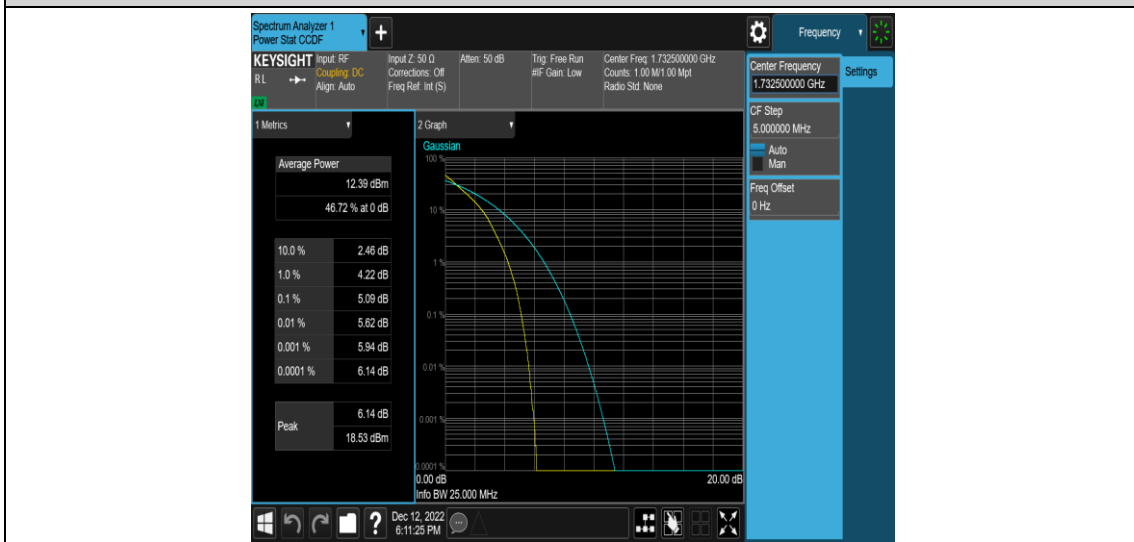 Spectrum Analyzer 1
Power Stat CCDF
+
Frequency
KEYSIGHT
RL
LXI
Input: RF
Coupling: DC
Align: Auto
Input Z: 50 Ω
Corrections: Off
Freq Ref: Int (S)
Atten: 50 dB
Trig: Free Run
#IF Gain: Low
Center Freq: 1.732500000 GHz
Counts: 1.00 M/1.00 Mpt
Radio Std: None
Center Frequency
1.732500000 GHz
Settings
CF Step
5.000000 MHz
Auto
Man
Freq Offset
0 Hz
1 Metrics
Average Power
12.39 dBm
46.72 % at 0 dB
10.0 % 2.46 dB
1.0 % 4.22 dB
0.1 % 5.09 dB
0.01 % 5.62 dB
0.001 % 5.94 dB
0.0001 % 6.14 dB
Peak
6.14 dB
18.53 dBm
2 Graph
Gaussian
100 %
10 %
1 %
0.1 %
0.01 %
0.001 %
0.0001 %
0.00 dB 20.00 dB
Info BW 25.000 MHz
?
Dec 12, 2022
6:11:25 PM